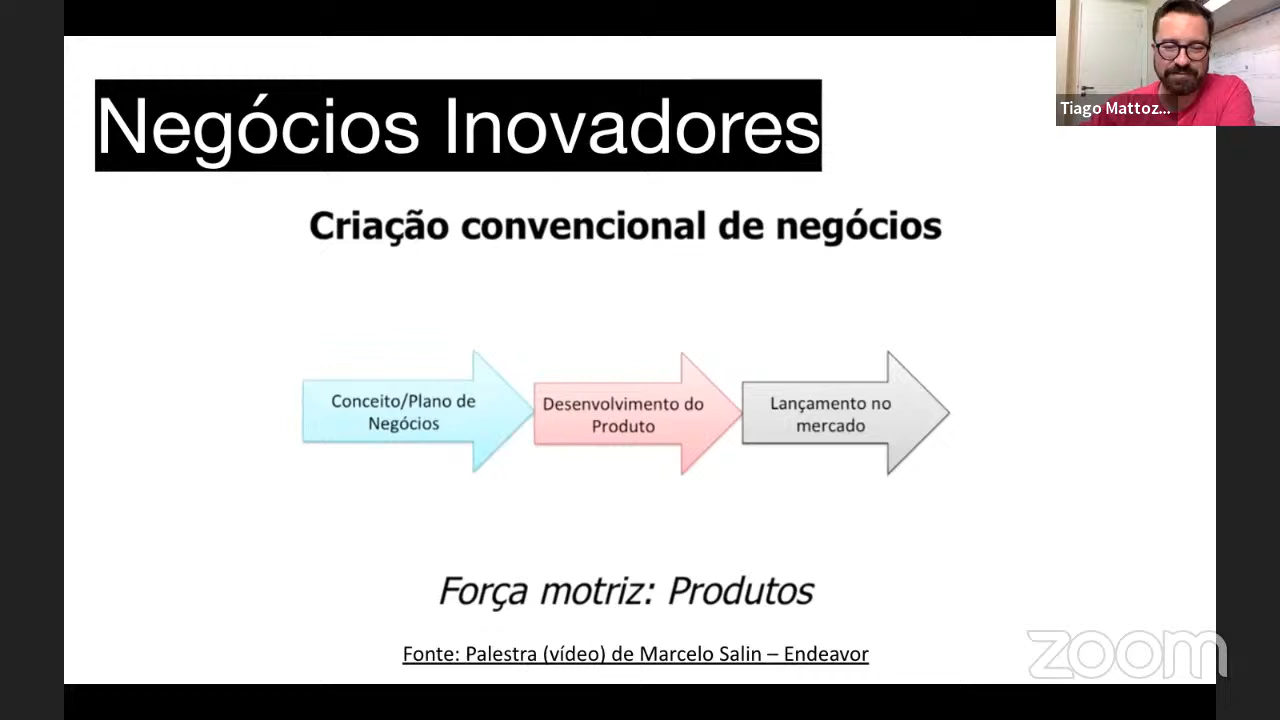 Negócios Inovadores
Tiago Mattoz...
Criação convencional de negócios
Conceito/Plano de
Negócios
Desenvolvimento do
Produto
Lançamento no
mercado
Força motriz: Produtos
Fonte: Palestra (vídeo) de Marcelo Salin – Endeavor
zoom